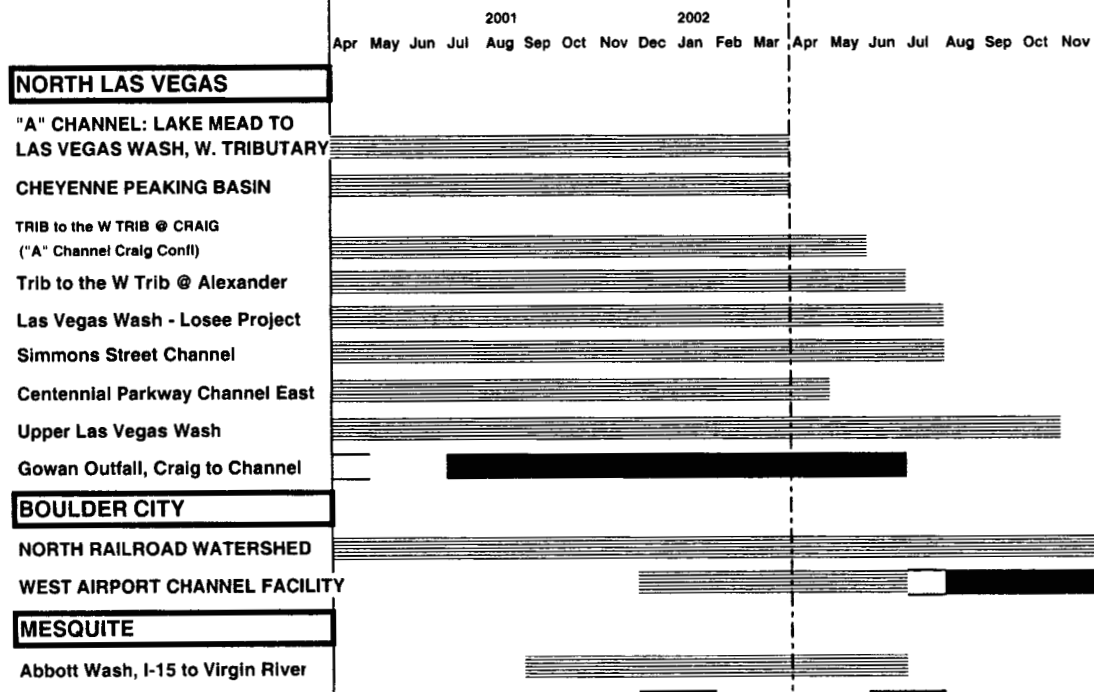 2001 2002
Apr May Jun Jul Aug Sep Oct Nov Dec Jan Feb Mar Apr May Jun Jul Aug Sep Oct Nov
NORTH LAS VEGAS
"A" CHANNEL: LAKE MEAD TO
LAS VEGAS WASH, W. TRIBUTARY
CHEYENNE PEAKING BASIN
TRIB to the W TRIB @ CRAIG
("A" Channel Craig Confl)
Trib to the W Trib @ Alexander
Las Vegas Wash - Losee Project
Simmons Street Channel
Centennial Parkway Channel East
Upper Las Vegas Wash
Gowan Outfall, Craig to Channel
BOULDER CITY
NORTH RAILROAD WATERSHED
WEST AIRPORT CHANNEL FACILITY
MESQUITE
Abbott Wash, I-15 to Virgin River